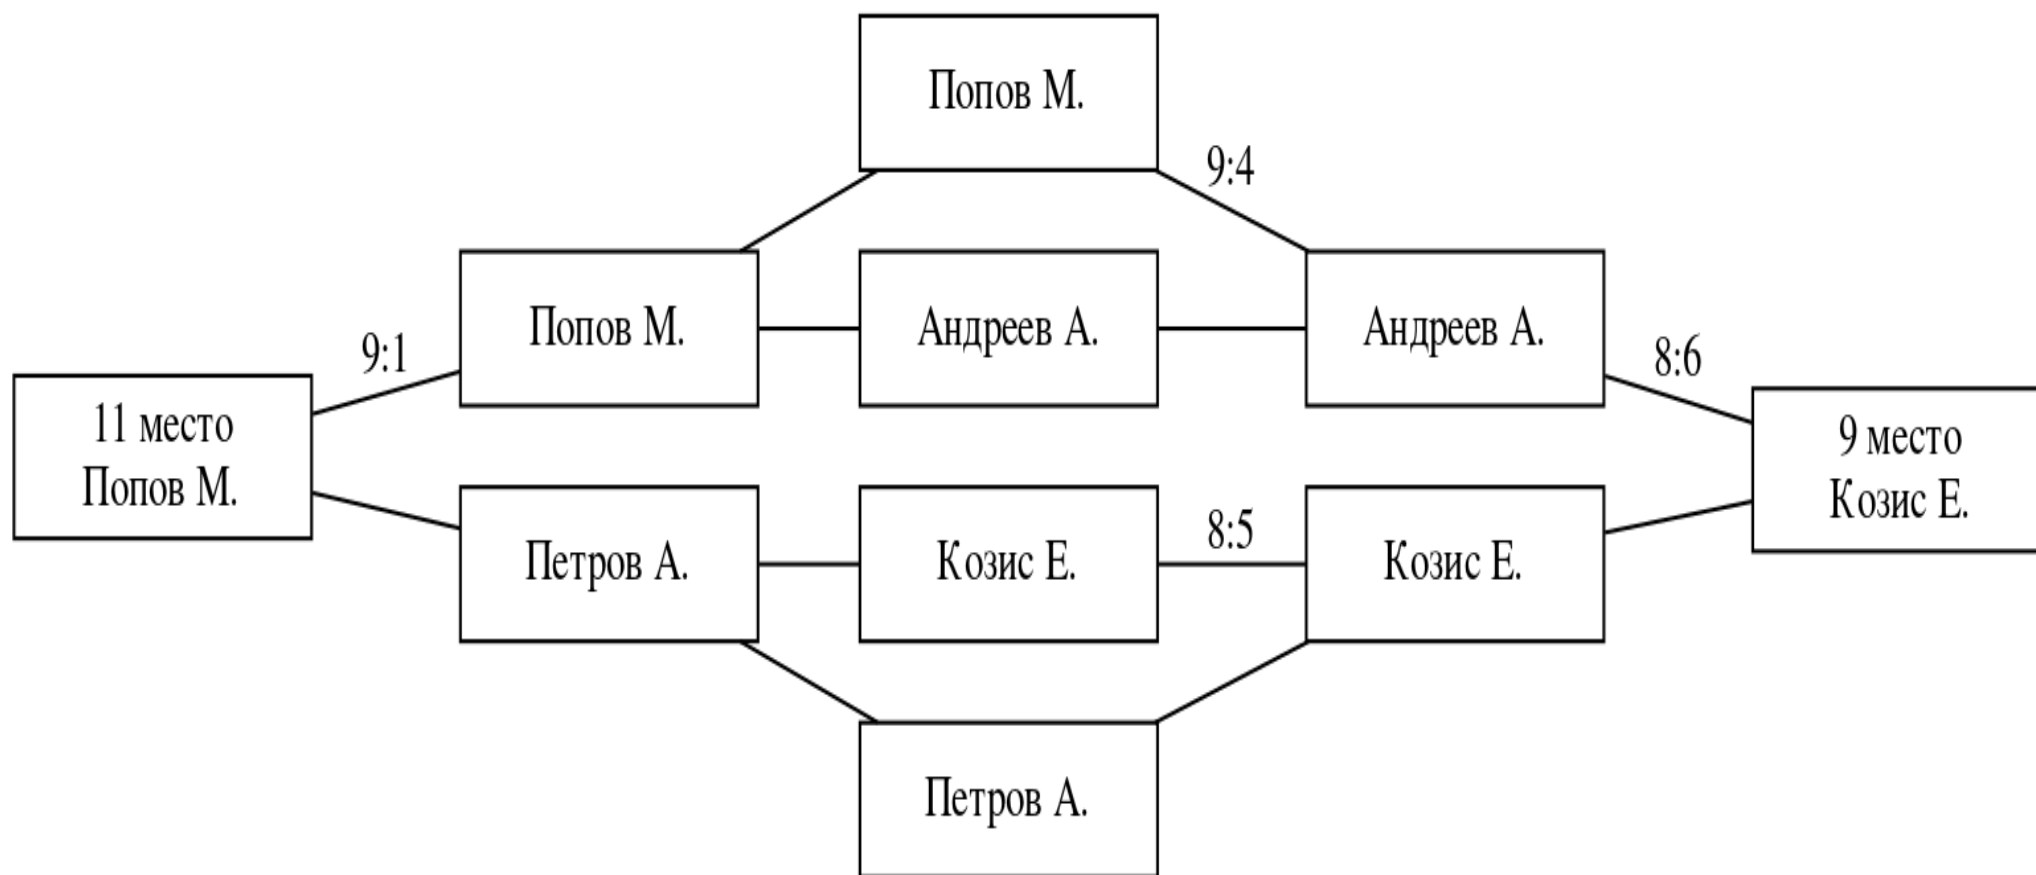 Попов М.
9:4
Попов М.
Андреев А.
Андреев А.
9:1
8:6
11 место
Попов М.
9 место
Козис Е.
Петров А.
Козис Е.
8:5
Козис Е.
Петров А.